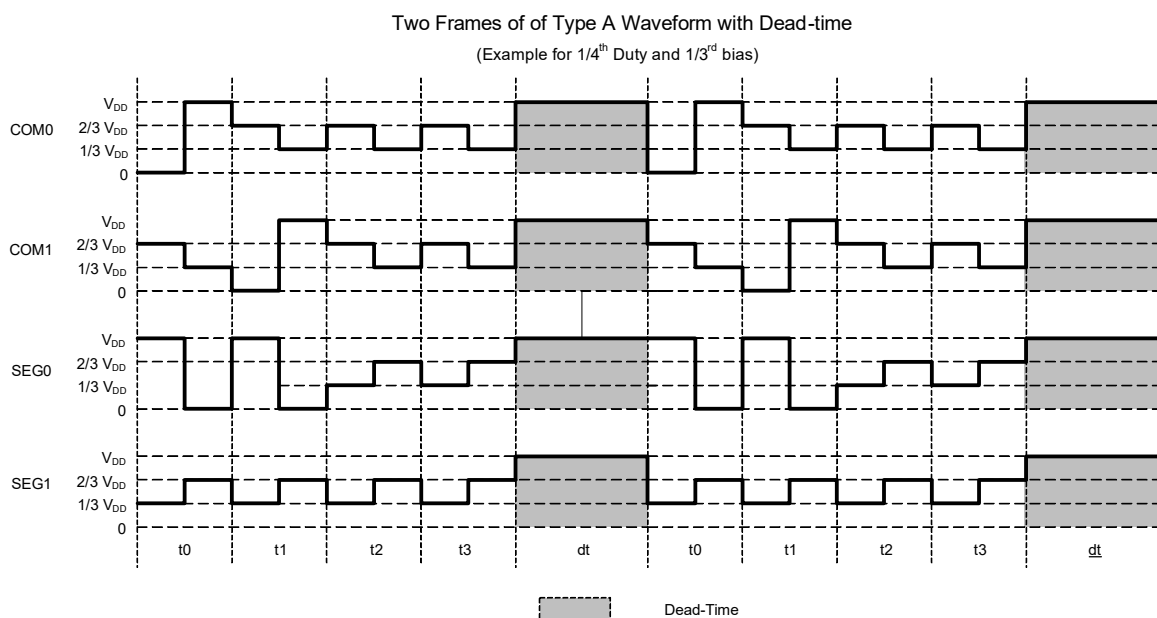 Two Frames of of Type A Waveform with Dead-time
(Example for 1/4th Duty and 1/3rd bias)
COM0
VDD
2/3 VDD
1/3 VDD
0
COM1
VDD
2/3 VDD
1/3 VDD
0
SEG0
VDD
2/3 VDD
1/3 VDD
0
SEG1
VDD
2/3 VDD
1/3 VDD
0
t0 t1 t2 t3 dt t0 t1 t2 t3 dt
Dead-Time